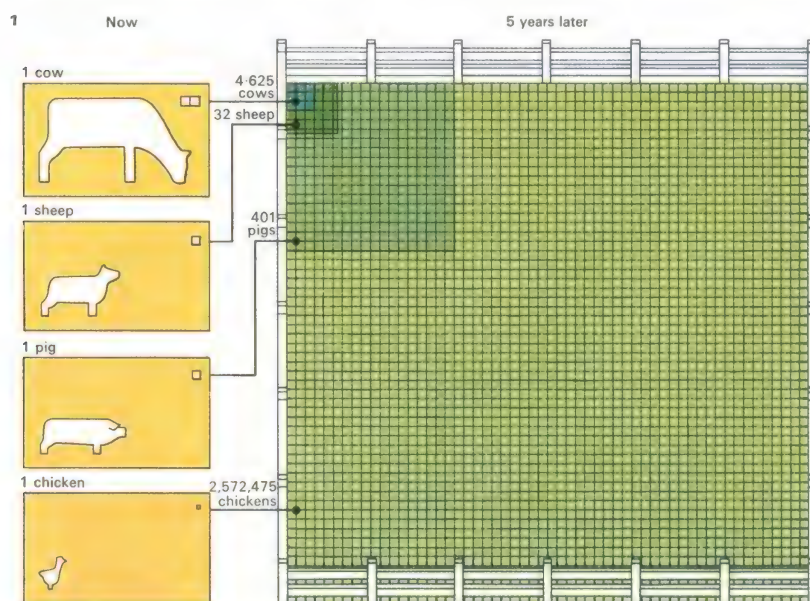 1
Now
5 years later
1 cow
4·625
cows
32 sheep
1 sheep
401
pigs
1 pig
1 chicken
2,572,475
chickens